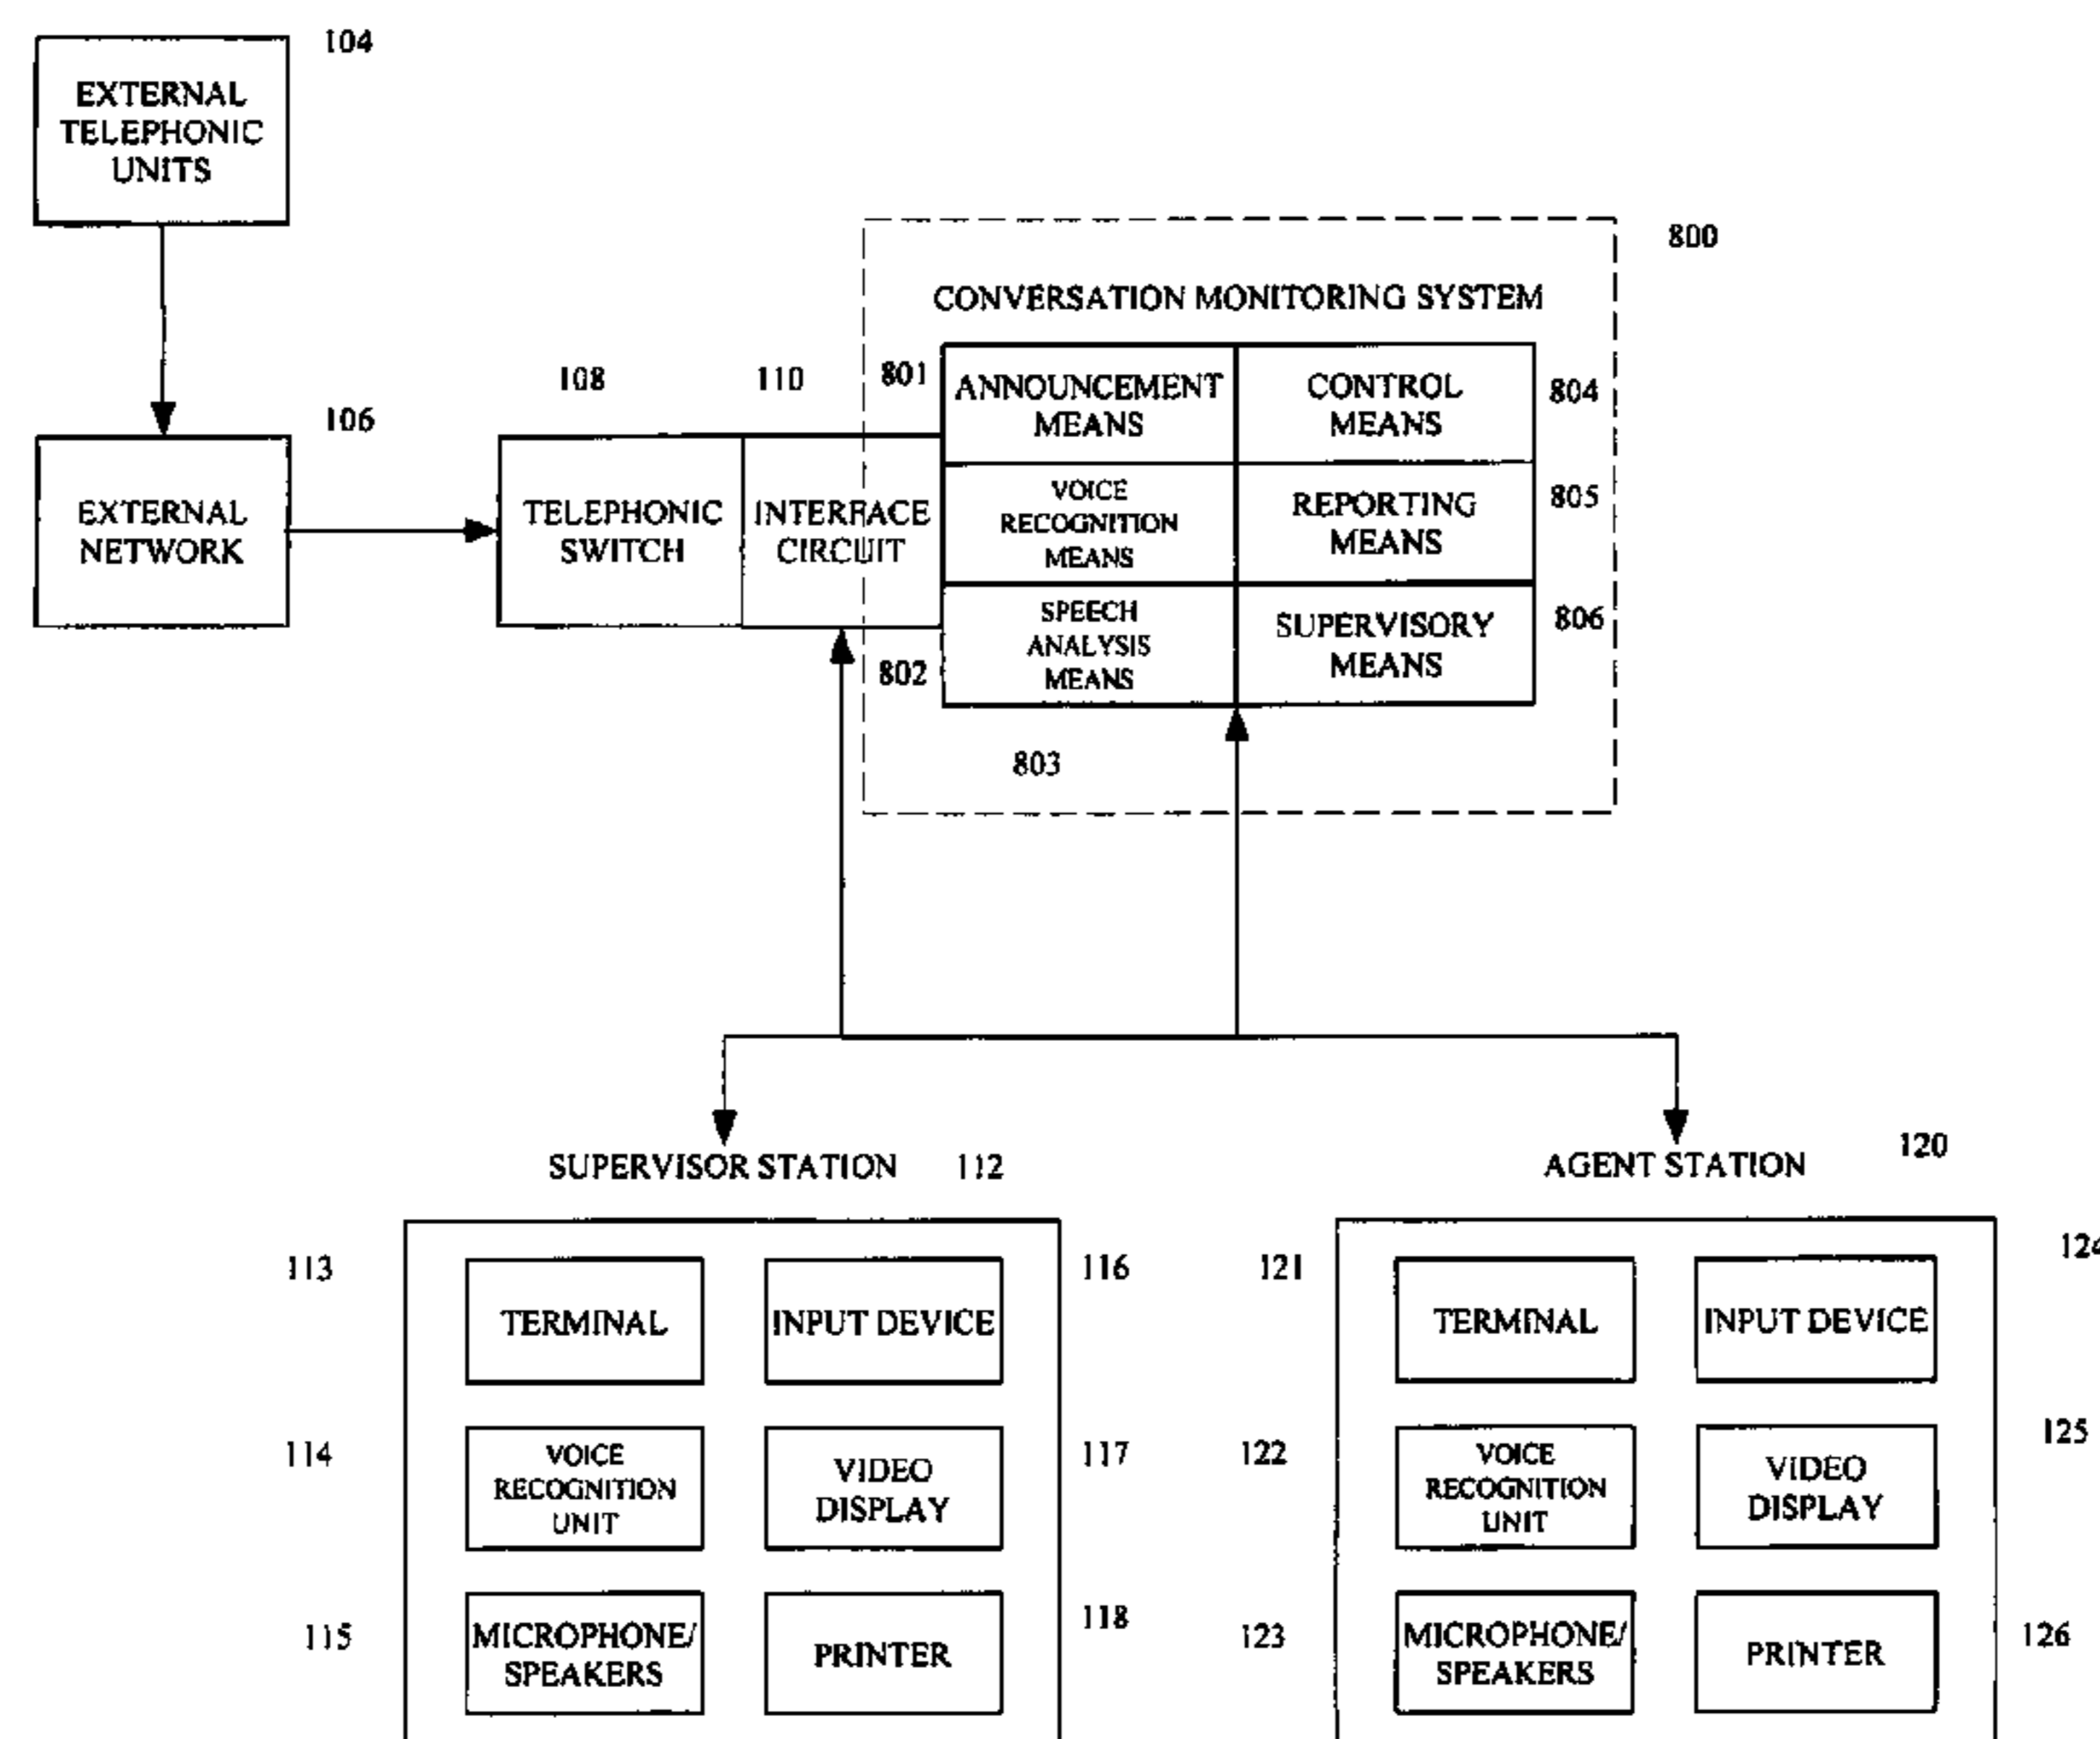 104
EXTERNAL
TELEPHONIC
UNITS
800
CONVERSATION MONITORING SYSTEM
106
108
110
801
ANNOUNCEMENT
MEANS
CONTROL
MEANS
804
EXTERNAL
NETWORK
TELEPHONIC
SWITCH
INTERFACE
CIRCUIT
VOICE
RECOGNITION
MEANS
REPORTING
MEANS
805
802
SPEECH
ANALYSIS
MEANS
SUPERVISORY
MEANS
806
803
SUPERVISOR STATION
112
AGENT STATION
120
113
TERMINAL
INPUT DEVICE
116
114
VOICE
RECOGNITION
UNIT
VIDEO
DISPLAY
117
115
MICROPHONE/
SPEAKERS
PRINTER
118
121
TERMINAL
INPUT DEVICE
124
122
VOICE
RECOGNITION
UNIT
VIDEO
DISPLAY
125
123
MICROPHONE/
SPEAKERS
PRINTER
126